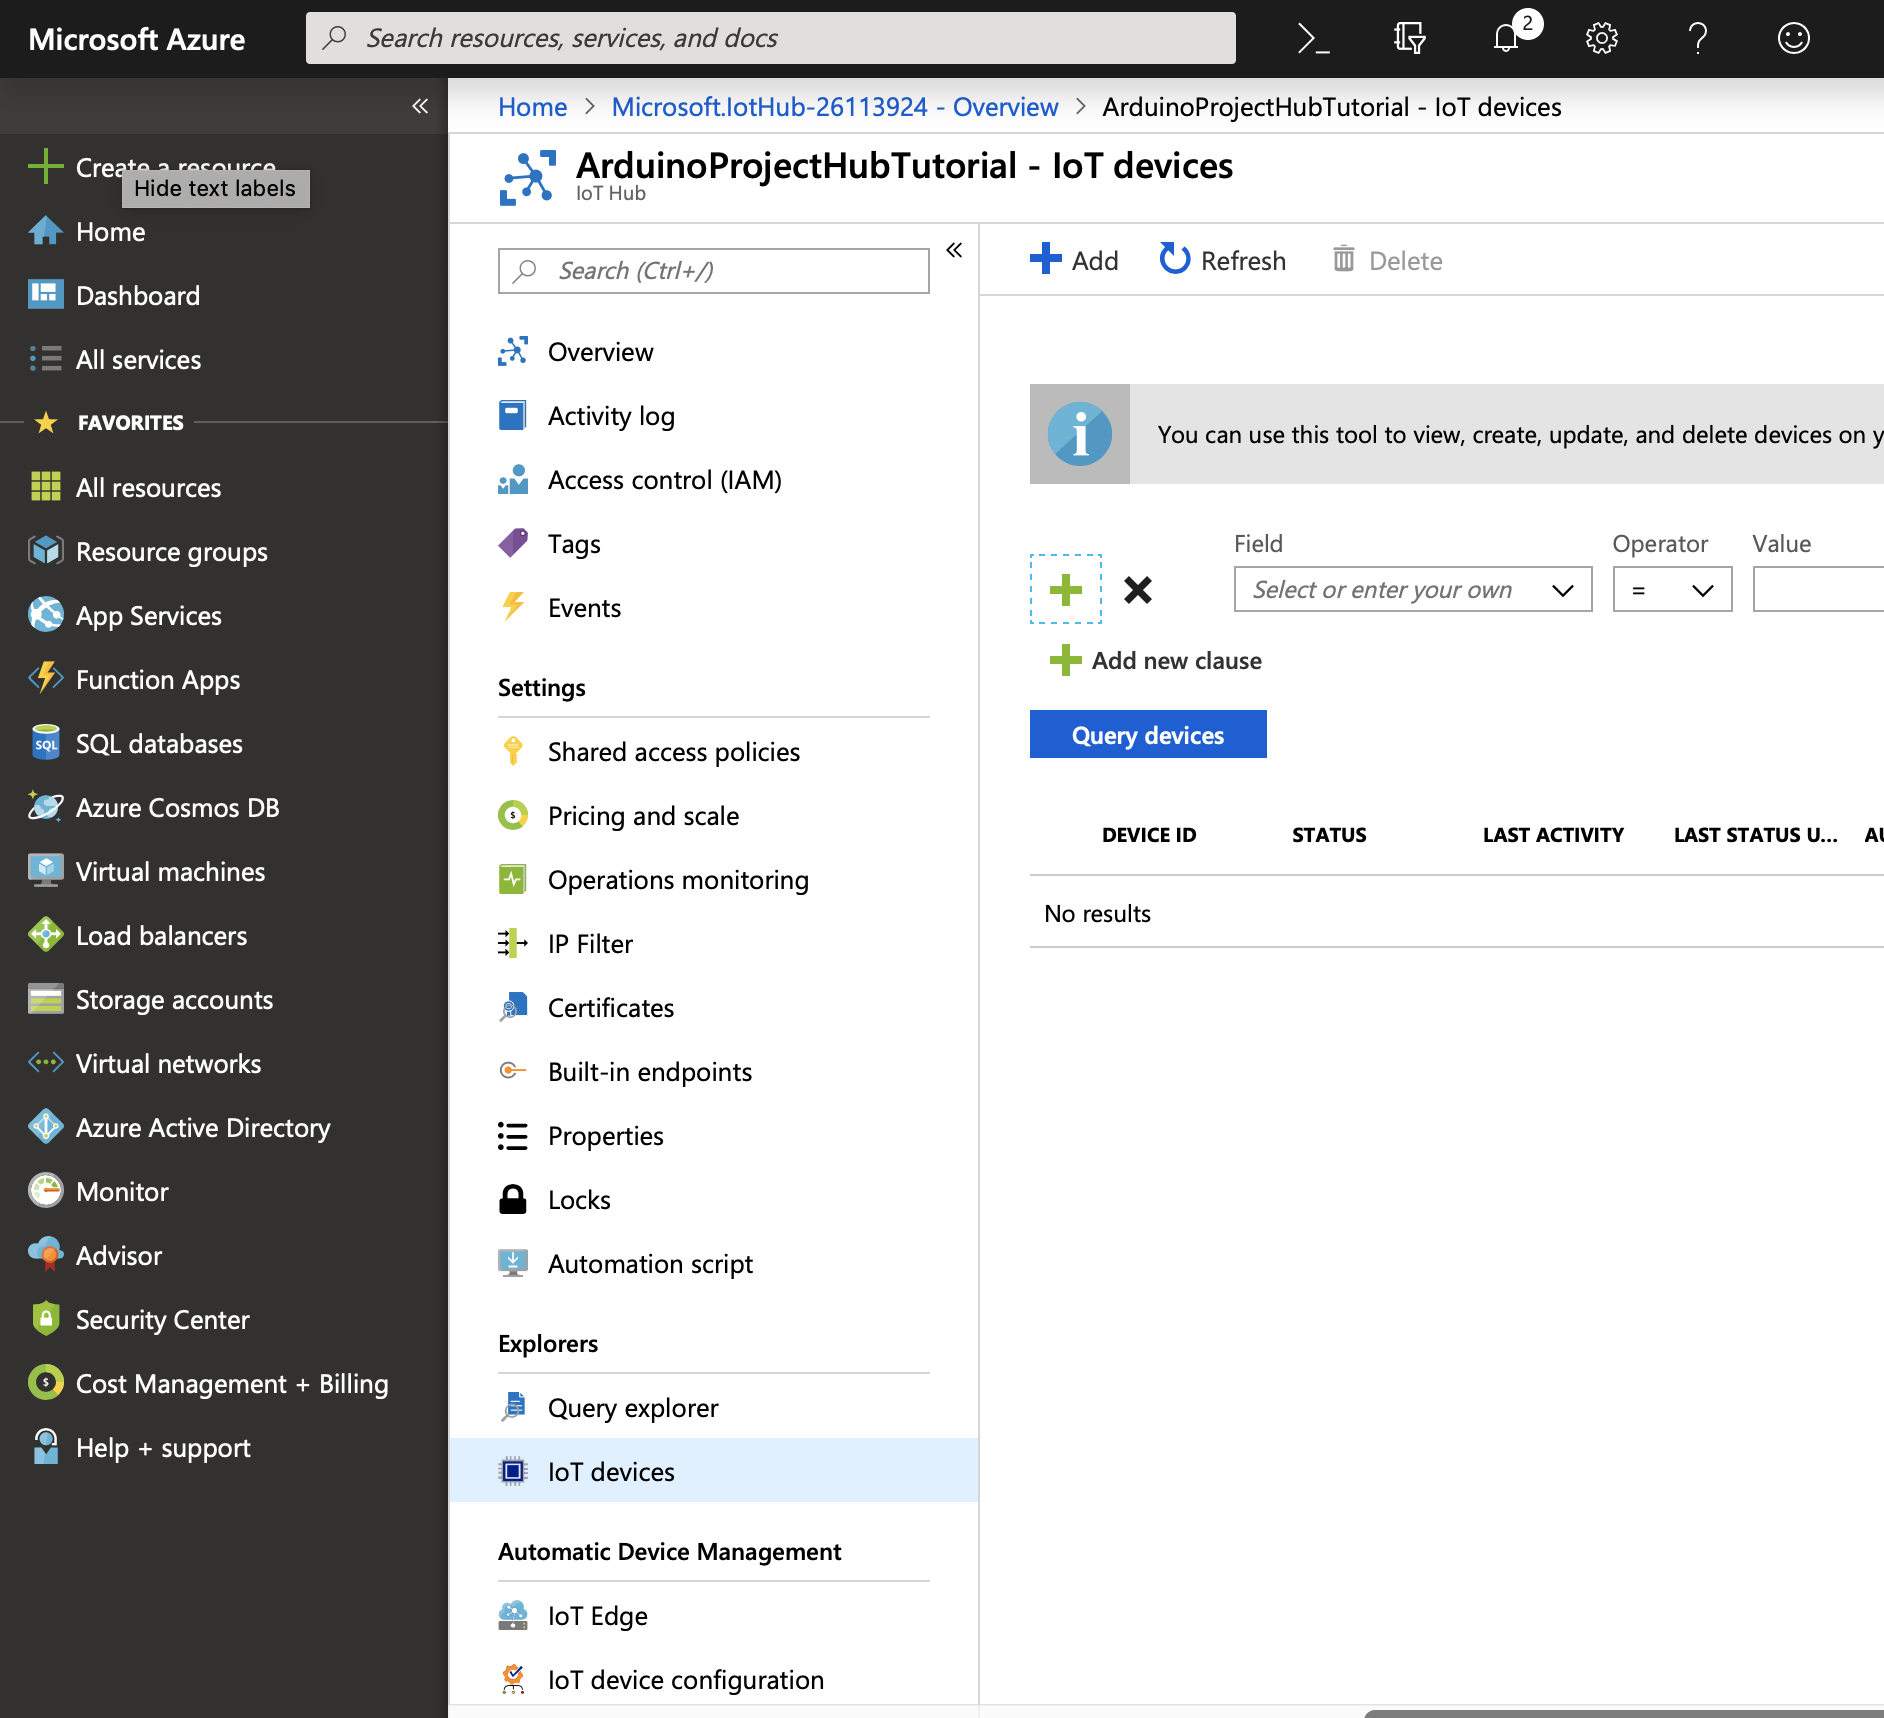 Microsoft Azure
Search resources, services, and docs
2
Home > Microsoft.IotHub-26113924 - Overview > ArduinoProjectHubTutorial - IoT devices
Create a resource
Hide text labels
Home
Dashboard
All services
FAVORITES
All resources
Resource groups
App Services
Function Apps
SQL databases
Azure Cosmos DB
Virtual machines
Load balancers
Storage accounts
Virtual networks
Azure Active Directory
Monitor
Advisor
Security Center
Cost Management + Billing
Help + support
ArduinoProjectHubTutorial - IoT devices
IoT Hub
Search (Ctrl+/)
Overview
Activity log
Access control (IAM)
Tags
Events
Settings
Shared access policies
Pricing and scale
Operations monitoring
IP Filter
Certificates
Built-in endpoints
Properties
Locks
Automation script
Explorers
Query explorer
IoT devices
Automatic Device Management
IoT Edge
IoT device configuration
Add Refresh Delete
You can use this tool to view, create, update, and delete devices on y
Field Operator Value
Select or enter your own =
Add new clause
Query devices
DEVICE ID STATUS LAST ACTIVITY LAST STATUS U... AU
No results